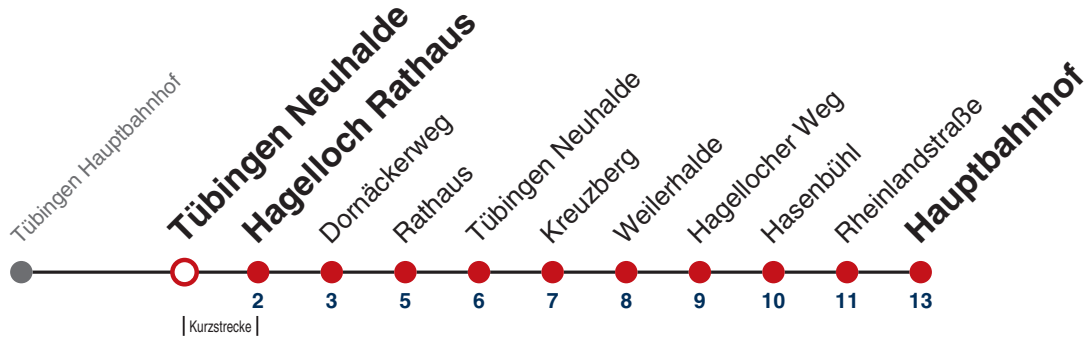 Tübingen Hauptbahnhof
Tübingen Neuhalde
Hagelloch Rathaus
Dornäckerweg
Rathaus
Tübingen Neuhalde
Kreuzberg
Weilerhalde
Hagellocher Weg
Hasenbühl
Rheinlandstraße
Hauptbahnhof
2 3 5 6 7 8 9 10 11 13
Kurzstrecke